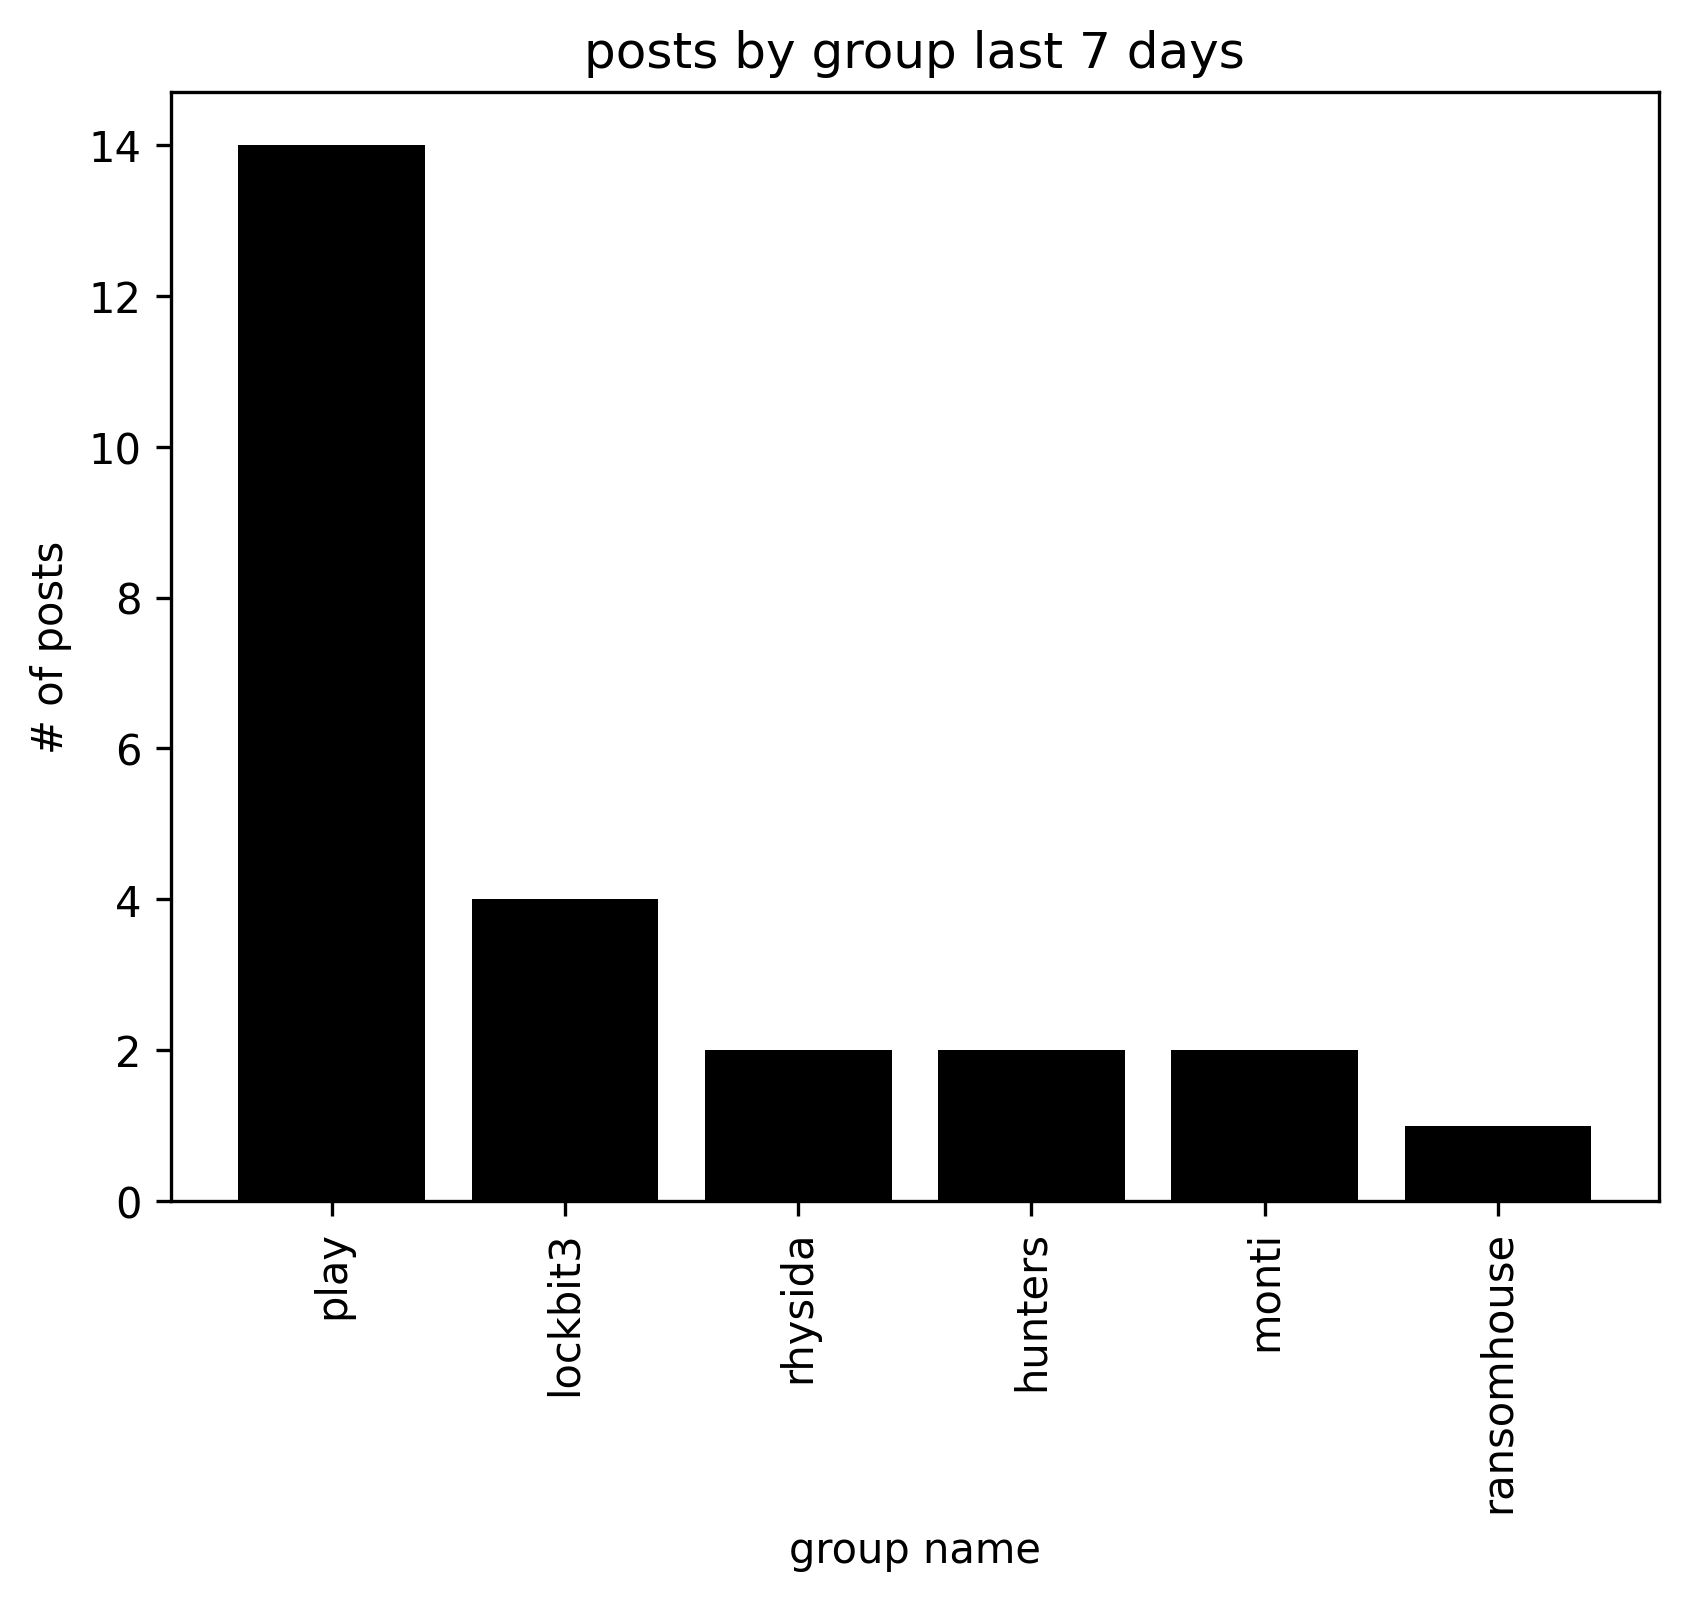 posts by group last 7 days
# of posts
14
12
10
8
6
4
2
0
play
lockbit3
rhysida
hunters
monti
ransomhouse
group name